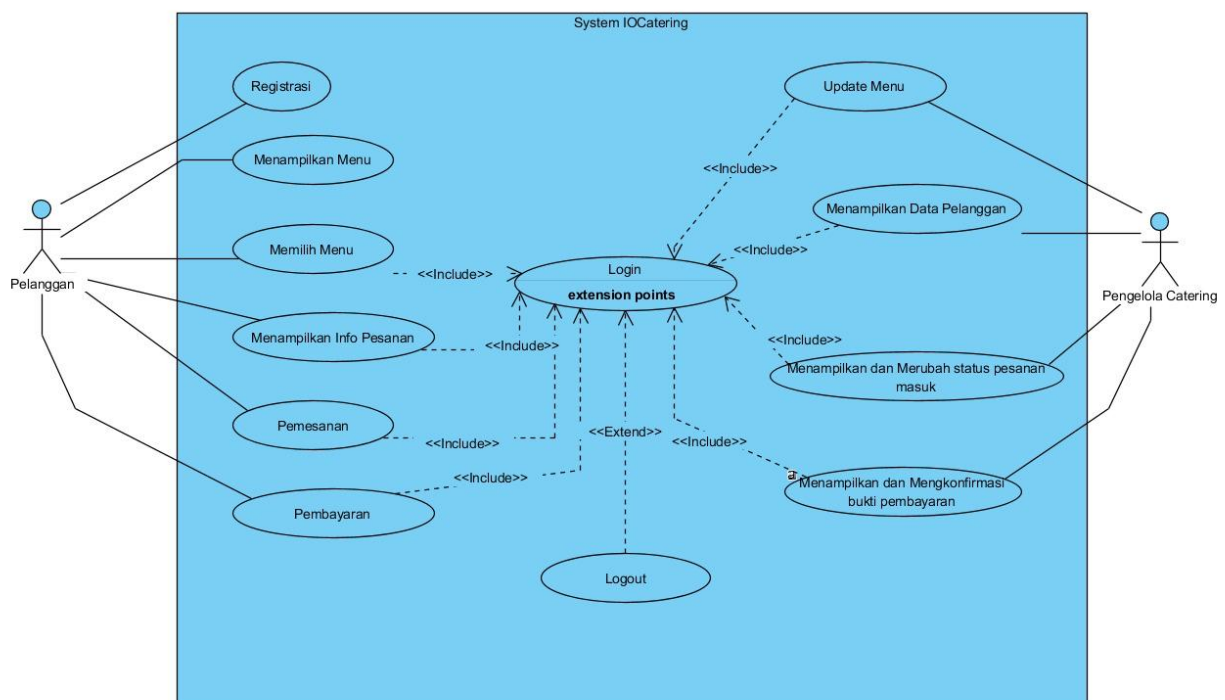 System IOCatering
Registrasi
Update Menu
Menampilkan Menu
<<Include>>
Menampilkan Data Pelanggan
Memilih Menu
<<Include>>
<<Include>>
Login
extension points
Pelanggan
Pengelola Catering
Menampilkan Info Pesanan
<<Include>>
<<Include>>
Menampilkan dan Merubah status pesanan
masuk
Pemesanan
<<Include>>
<<Extend>>
<<Include>>
<<Include>>
Menampilkan dan Mengkonfirmasi
bukti pembayaran
Pembayaran
Logout